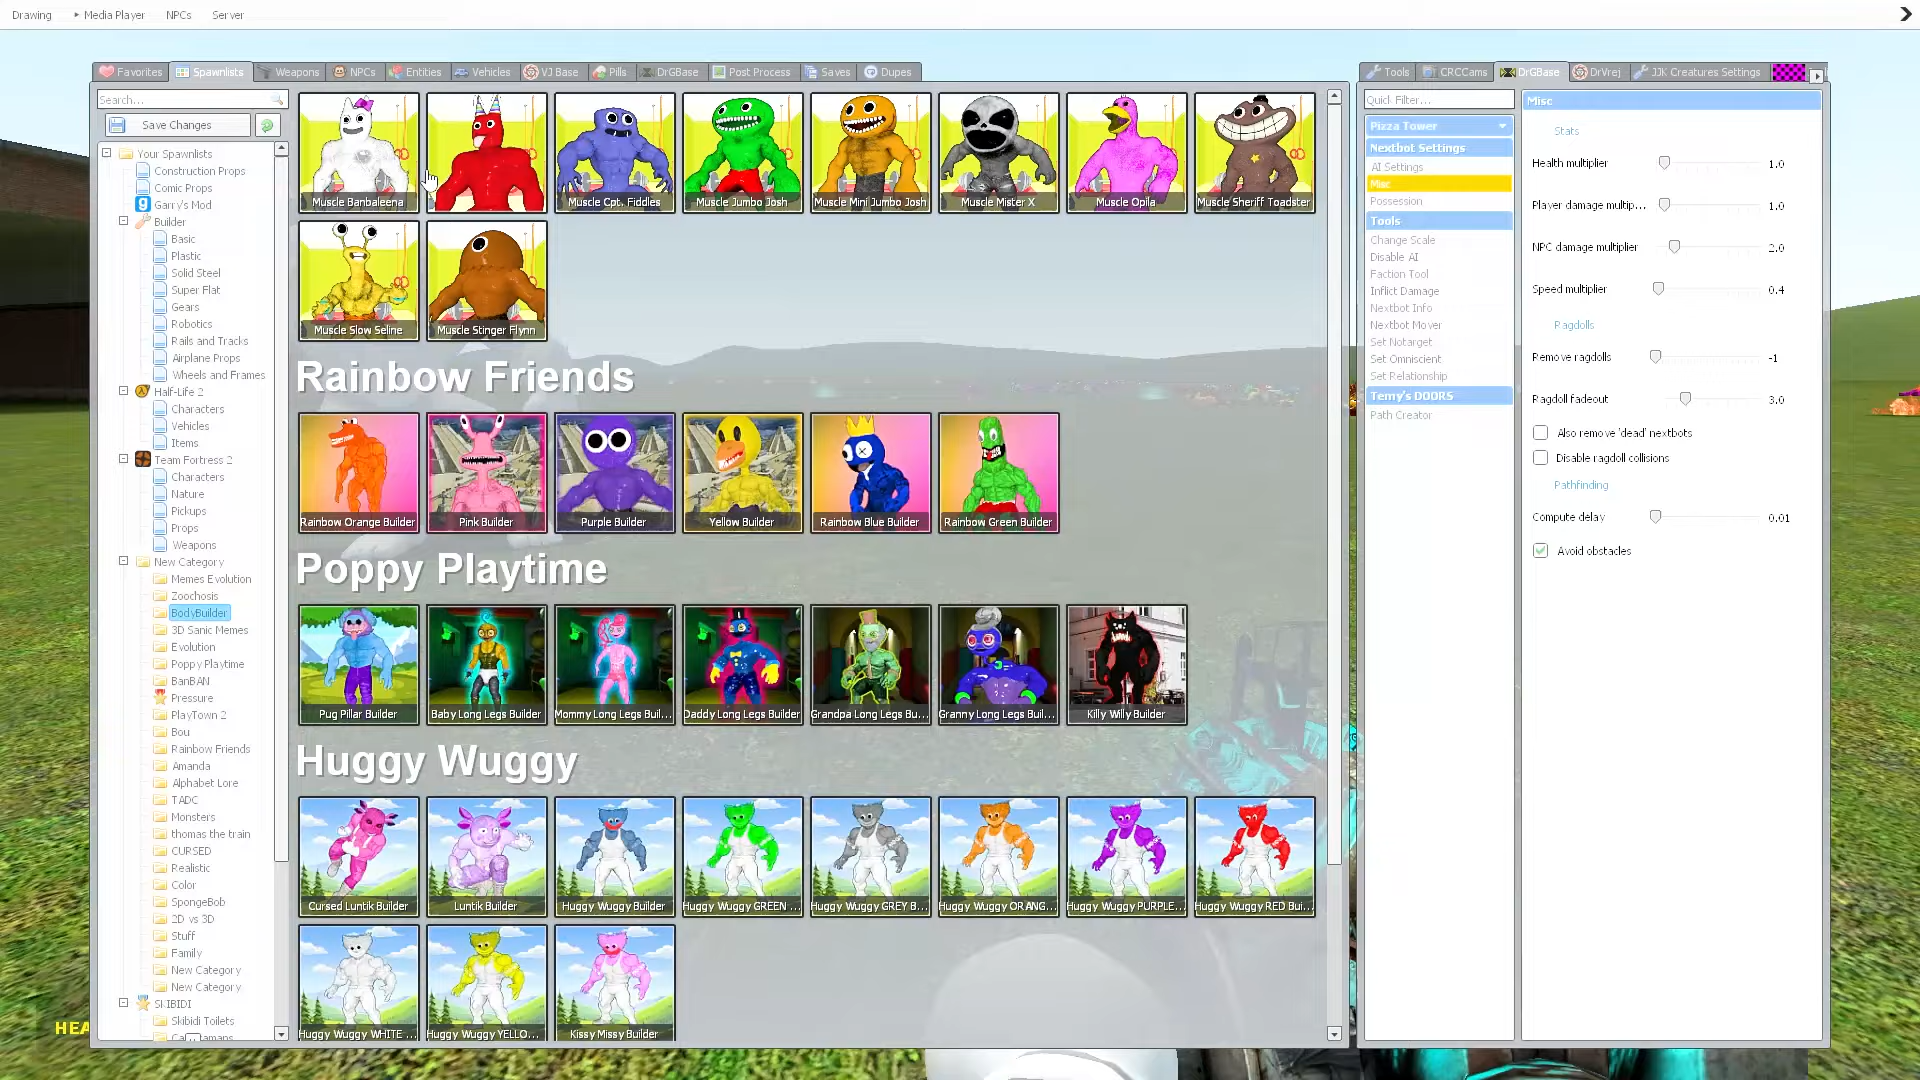 Drawing
Media Player
NPCs
Server
Favorites
Spawnlists
Weapons
NPCs
Entities
Vehicles
VJ Base
Pills
DrGBase
Post Process
Saves
Dupes
Search...
Save Changes
Your Spawnlists
Construction Props
Comic Props
Garry's Mod
Builder
Basic
Plastic
Solid Steel
Super Flat
Gears
Robotics
Rails and Tracks
Airplane Props
Wheels and Frames
Half-Life 2
Characters
Vehicles
Items
Team Fortress 2
Characters
Nature
Pickups
Props
Weapons
New Category
Memes Evolution
Zoochosis
BodyBuilder
3D Sanic Memes
Evolution
Poppy Playtime
BanBAN
Pressure
PlayTown 2
Bou
Rainbow Friends
Amanda
Alphabet Lore
TADC
Monsters
thomas the train
CURSED
Realistic
Color
SpongeBob
2D vs 3D
Stuff
Family
New Category
New Category
SKIBIDI
Skibidi Toilets
HEA
Muscle Banbaleena
Muscle Cpt. Fiddles
Muscle Jumbo Josh
Muscle Mini Jumbo Josh
Muscle Mister X
Muscle Opila
Muscle Sheriff Toadster
Muscle Slow Seline
Muscle Stinger Flynn
Rainbow Friends
Rainbow Orange Builder
Pink Builder
Purple Builder
Yellow Builder
Rainbow Blue Builder
Rainbow Green Builder
Poppy Playtime
Pug Pillar Builder
Baby Long Legs Builder
Mommy Long Legs Buil...
Daddy Long Legs Builder
Grandpa Long Legs Bu...
Granny Long Legs Buil...
Killy Willy Builder
Huggy Wuggy
Cursed Luntik Builder
Luntik Builder
Huggy Wuggy Builder
Huggy Wuggy GREEN ...
Huggy Wuggy GREY B...
Huggy Wuggy ORANG...
Huggy Wuggy PURPLE...
Huggy Wuggy RED Buil...
Huggy Wuggy WHITE ...
Huggy Wuggy YELLO...
Kissy Missy Builder
Tools
CRCCams
DrGBase
DrVrej
JJK Creatures Settings
Quick Filter...
Pizza Tower
Nextbot Settings
AI Settings
Misc
Possession
Tools
Change Scale
Disable AI
Faction Tool
Inflict Damage
Nextbot Info
Nextbot Mover
Set Notarget
Set Omniscient
Set Relationship
Temy's DOORS
Path Creator
Misc
Stats
Health multiplier 1.0
Player damage multip... 1.0
NPC damage multiplier 2.0
Speed multiplier 0.4
Ragdolls
Remove ragdolls -1
Ragdoll fadeout 3.0
Also remove 'dead' nextbots
Disable ragdoll collisions
Pathfinding
Compute delay 0.01
Avoid obstacles